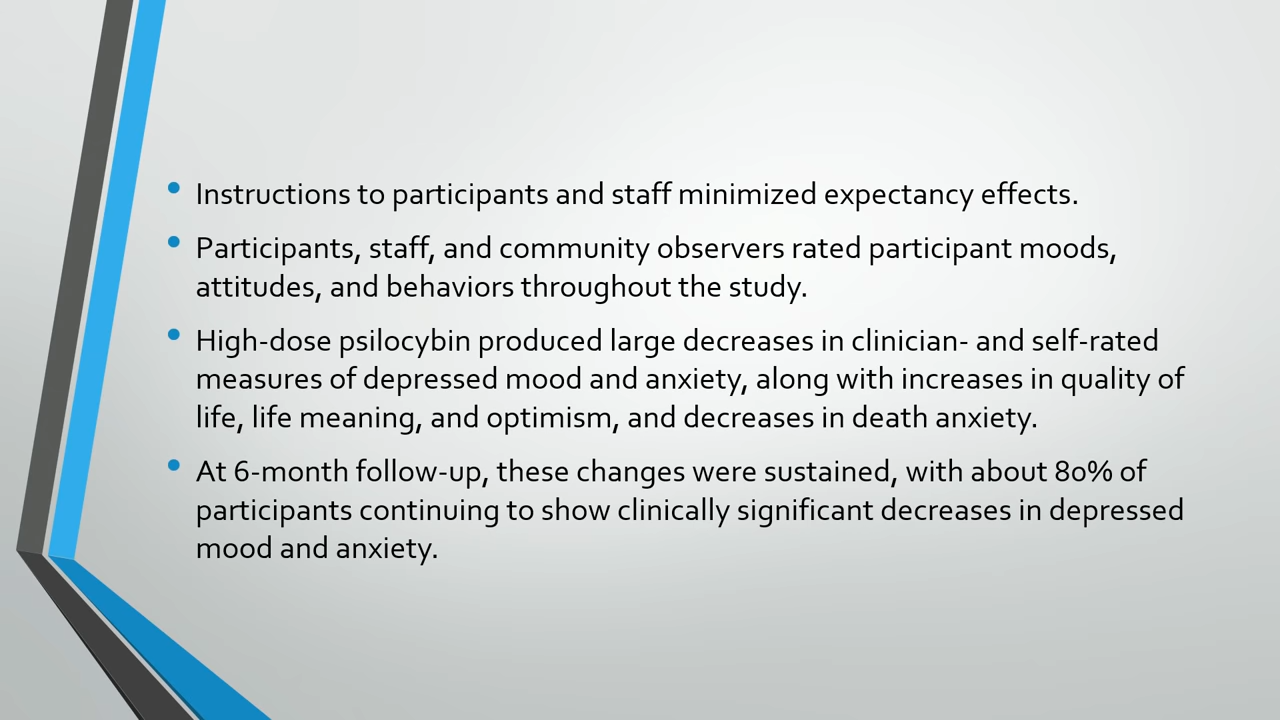 • Instructions to participants and staff minimized expectancy effects.
• Participants, staff, and community observers rated participant moods,
attitudes, and behaviors throughout the study.
• High-dose psilocybin produced large decreases in clinician- and self-rated
measures of depressed mood and anxiety, along with increases in quality of
life, life meaning, and optimism, and decreases in death anxiety.
• At 6-month follow-up, these changes were sustained, with about 80% of
participants continuing to show clinically significant decreases in depressed
mood and anxiety.